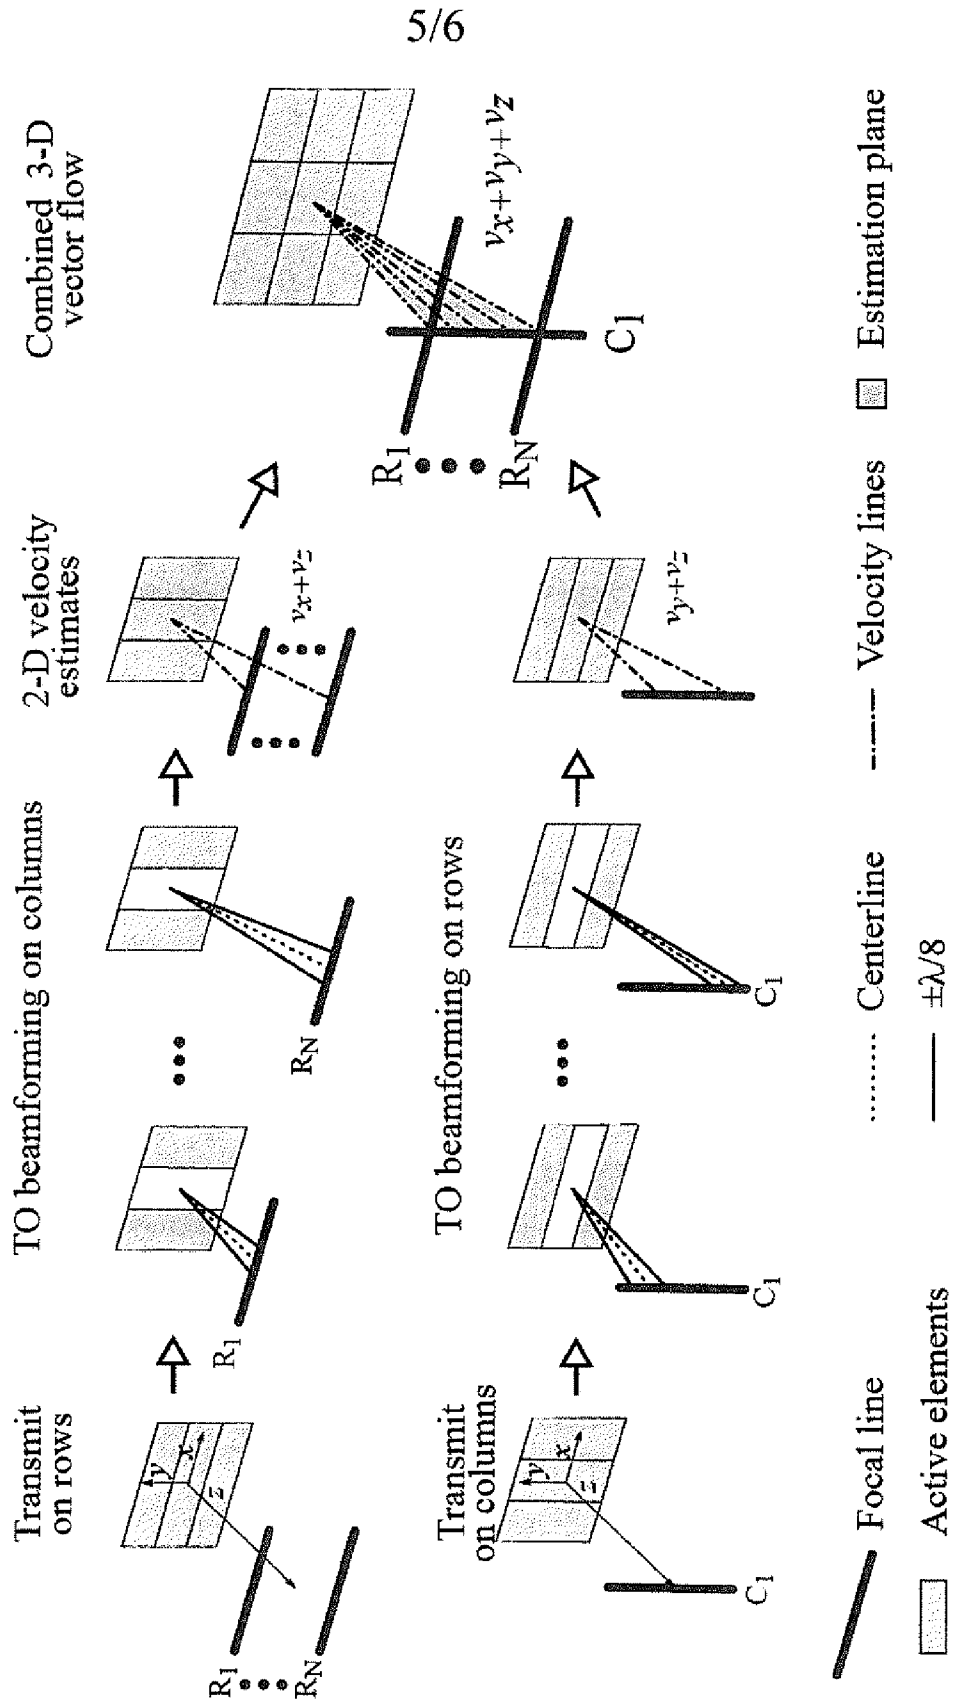 5/6
Transmit
on rows
TO beamforming on columns
2-D velocity
estimates
Combined 3-D
vector flow
y
x
z
R1
RN
R1
RN
vx+vz
Transmit
on columns
TO beamforming on rows
y
x
z
C1
C1
C1
vy+vz
R1
RN
C1
vx+vy+vz
Focal line
Centerline
Velocity lines
Estimation plane
Active elements
±λ/8